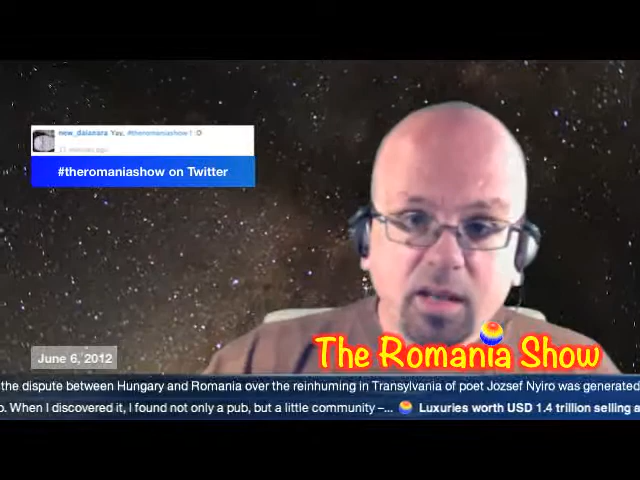 new_daianara Yay, #theromaniashow ! :O
#theromaniashow on Twitter
June 6, 2012
The Romania Show
the dispute between Hungary and Romania over the reinhuming in Transylvania of poet Jozsef Nyiro was generated
o. When I discovered it, I found not only a pub, but a little community –... Luxuries worth USD 1.4 trillion selling a